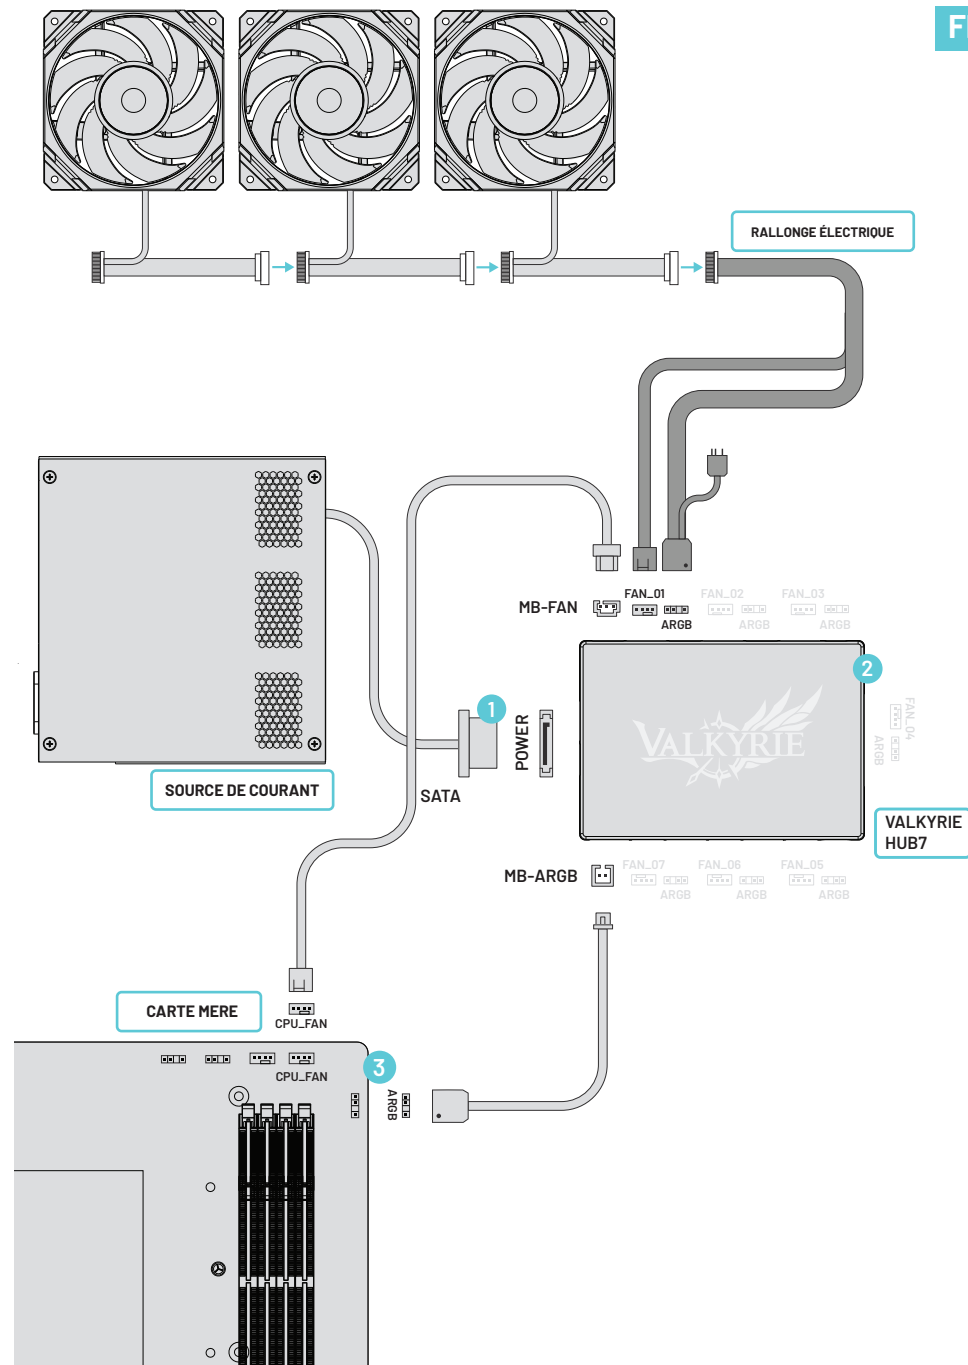 RALLONGE ÉLECTRIQUE
MB-FAN
FAN_01
ARGB
FAN_02
ARGB
FAN_03
ARGB
2
FAN_04
ARGB
1
POWER
VALKYRIE
SOURCE DE COURANT
SATA
VALKYRIE
HUB7
MB-ARGB
FAN_07
ARGB
FAN_06
ARGB
FAN_05
ARGB
CARTE MERE
CPU_FAN
CPU_FAN
3
ARGB